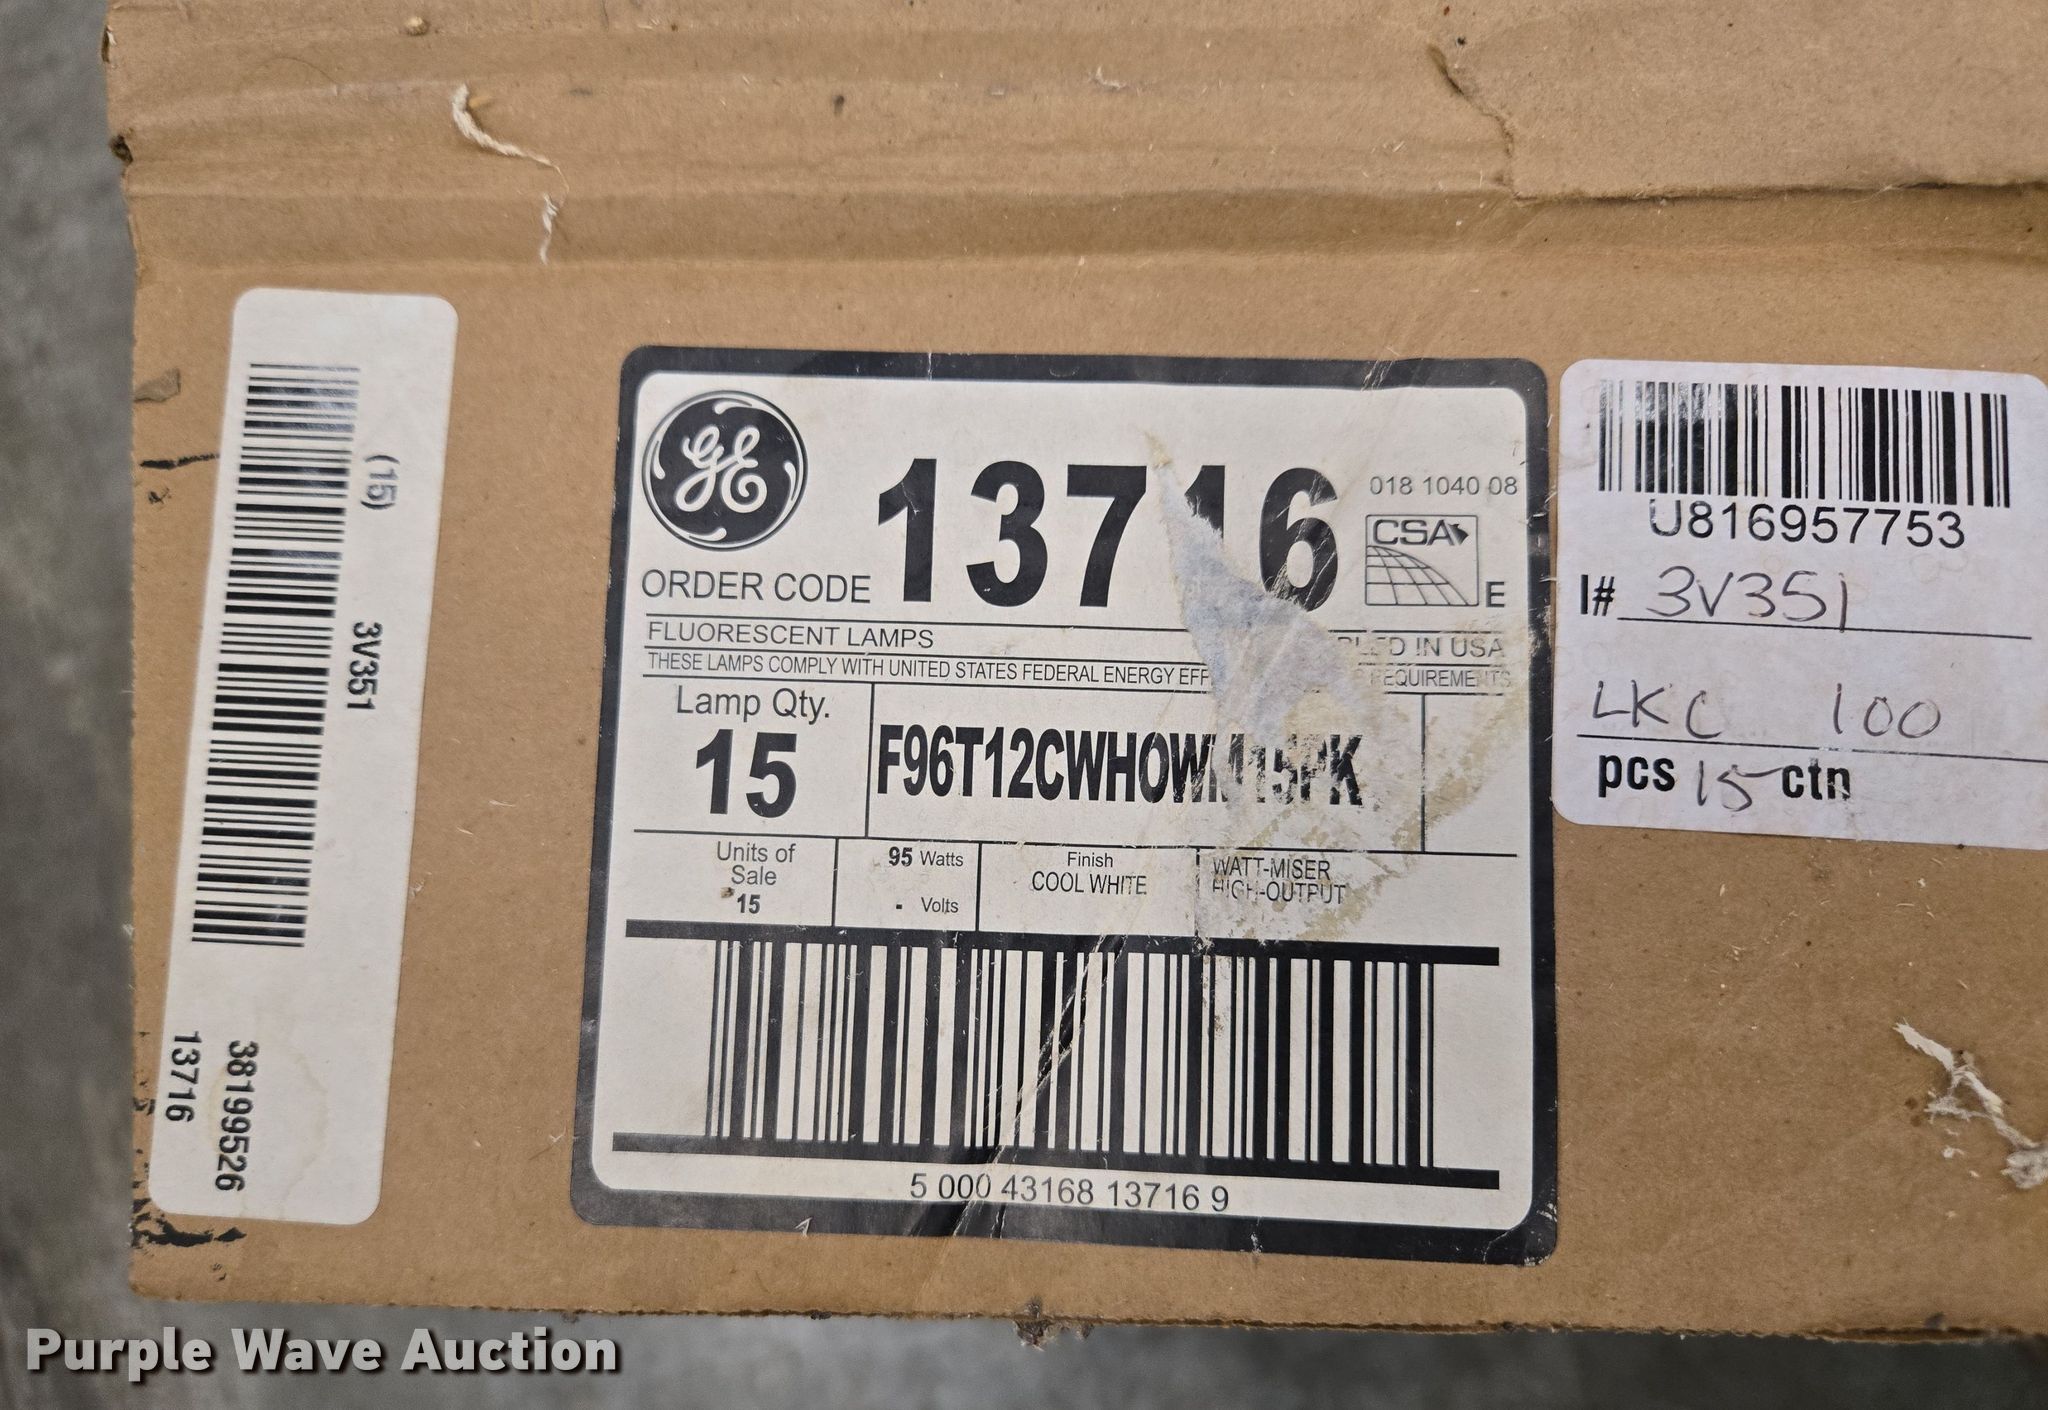 (15) 3V351
38199526
13716
GE
13716
018 1040 08
CSA
E
ORDER CODE
FLUORESCENT LAMPS
IN USA
THESE LAMPS COMPLY WITH UNITED STATES FEDERAL ENERGY REQUIREMENTS
Lamp Qty.
15
F96T12CWHOWM15PK
Units of
Sale
15
95 Watts
- Volts
Finish
COOL WHITE
WATT-MISER
HIGH-OUTPUT
5 000 43168 13716 9
U816957753
I# 3V351
LKC 100
pcs 15 ctn
Purple Wave Auction